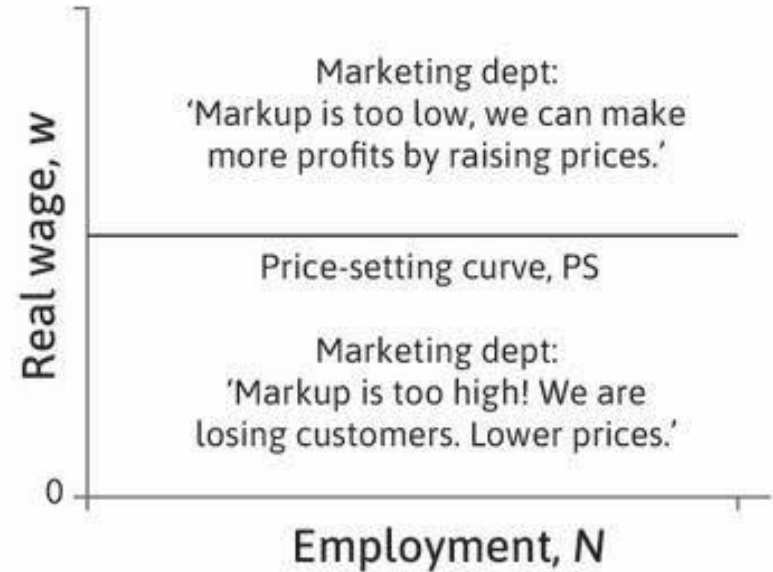 Real wage, w
Marketing dept:
‘Markup is too low, we can make
more profits by raising prices.’
Price-setting curve, PS
Marketing dept:
‘Markup is too high! We are
losing customers. Lower prices.’
0
Employment, N